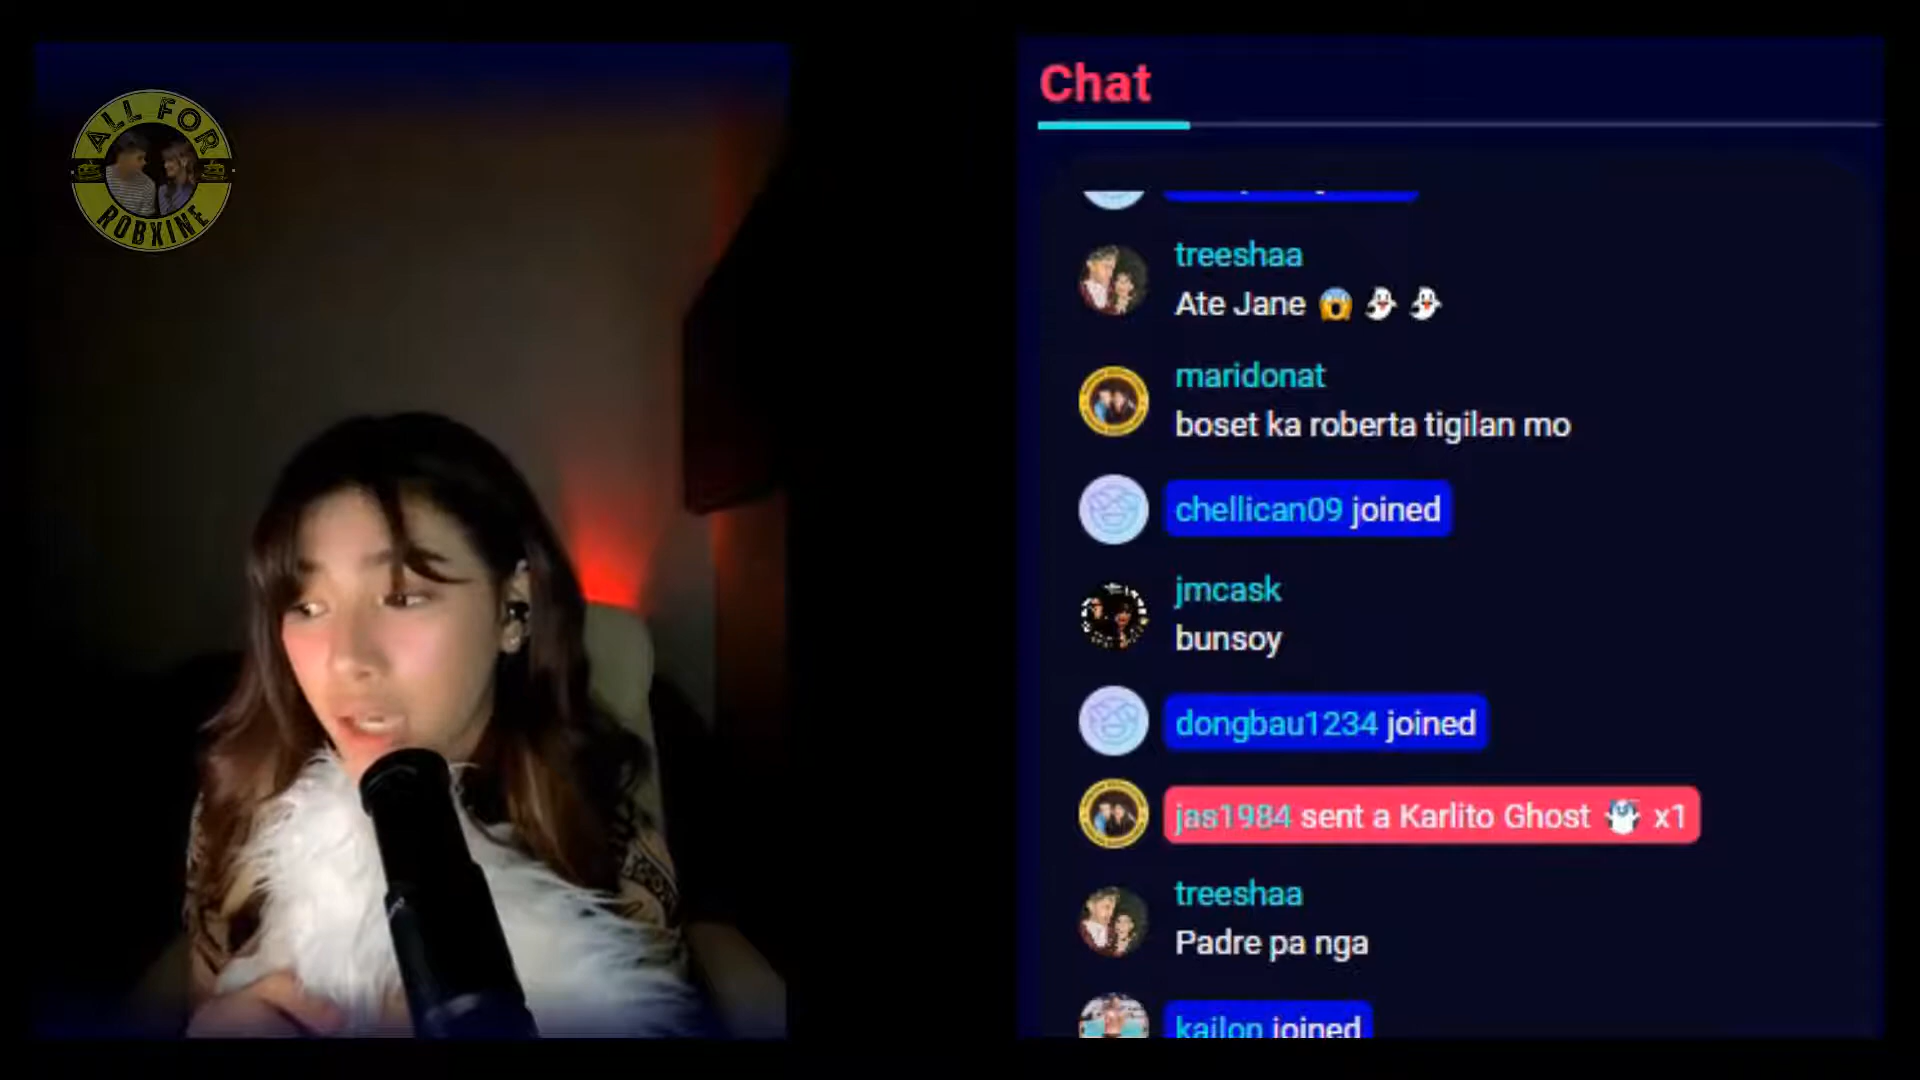 ALL FOR
ROBXINE
Chat
treeshaa
Ate Jane 😱 👻 👻
maridonat
boset ka roberta tigilan mo
chellican09 joined
jmcask
bunsoy
dongbau1234 joined
jas1984 sent a Karlito Ghost x1
treeshaa
Padre pa nga
kailon joined